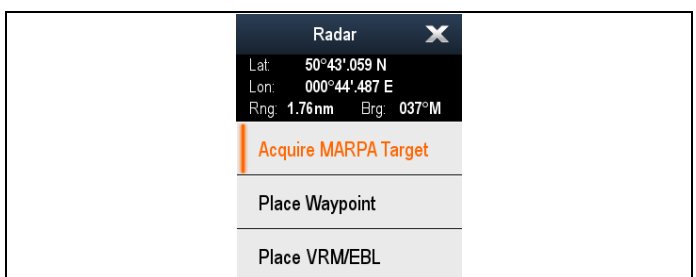 Radar X
Lat: 50°43'.059 N
Lon: 000°44'.487 E
Rng: 1.76nm Brg: 037°M
Acquire MARPA Target
Place Waypoint
Place VRM/EBL